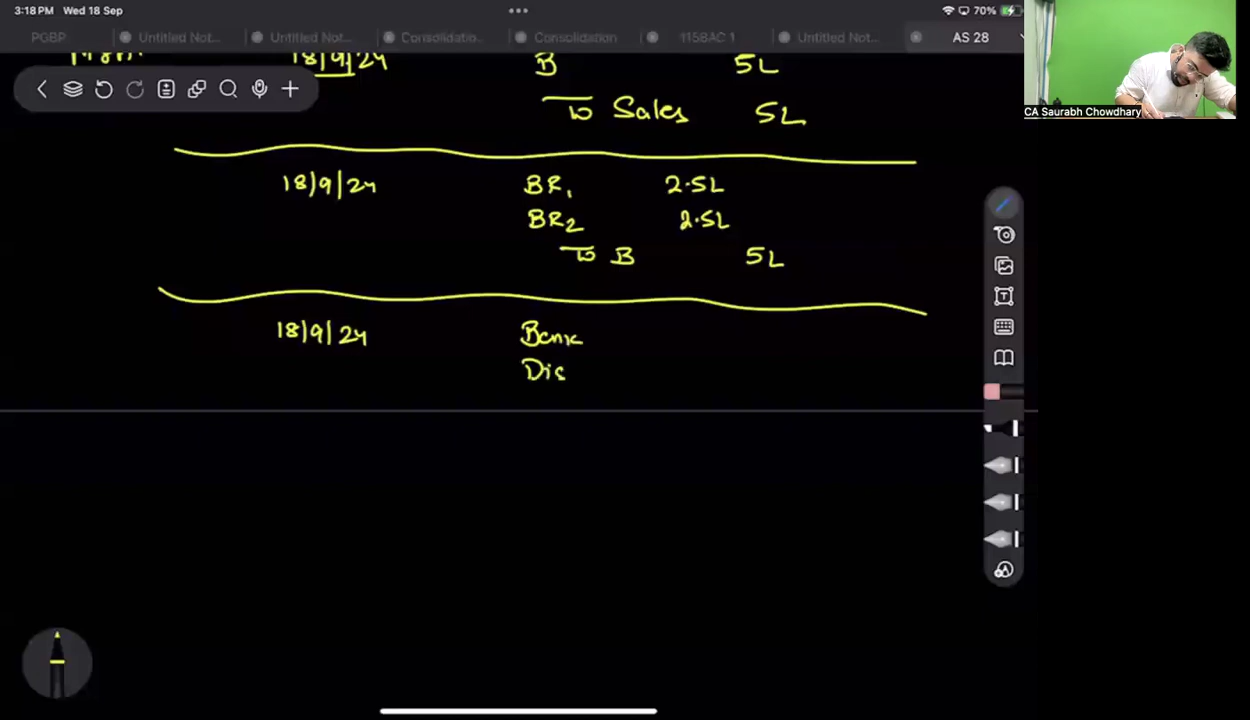 3:18 PM Wed 18 Sep
70%
PGBP
Untitled Not...
Untitled Not...
Consolidatio...
Consolidation
115BAC 1
Untitled Not...
AS 28
18/9/24 B 5L
To Sales 5L
18/9/24 BR1 2.5L
BR2 2.5L
To B 5L
18/9/24 Bank
Dis
CA Saurabh Chowdhary